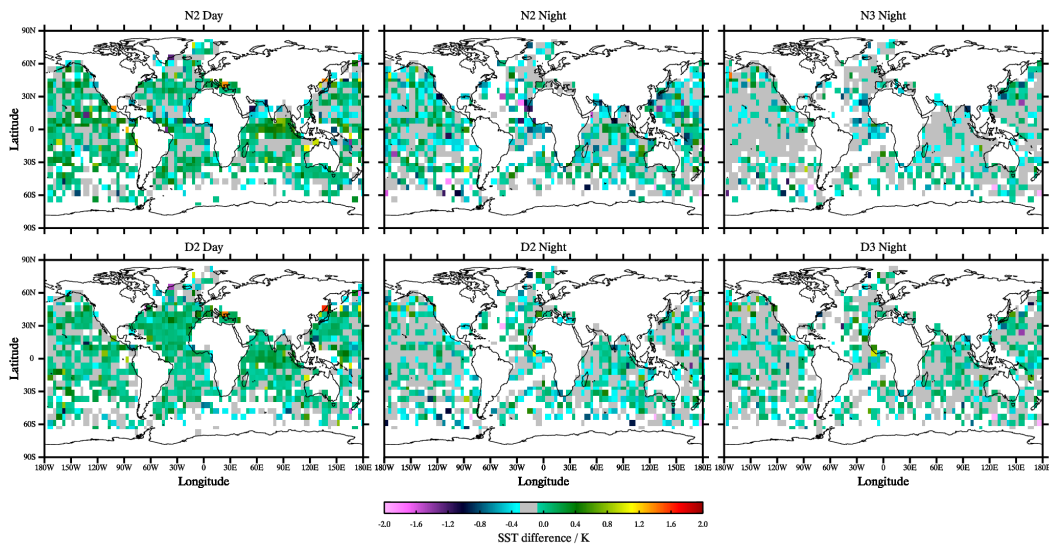 N2 Day N2 Night N3 Night
90N
60N
30N
0
30S
60S
90S
Latitude
D2 Day D2 Night D3 Night
90N
60N
30N
0
30S
60S
90S
Latitude
180W 150W 120W 90W 60W 30W 0 30E 60E 90E 120E 150E 180E
180W 150W 120W 90W 60W 30W 0 30E 60E 90E 120E 150E 180E
180W 150W 120W 90W 60W 30W 0 30E 60E 90E 120E 150E 180E
Longitude Longitude Longitude
-2.0 -1.6 -1.2 -0.8 -0.4 0.0 0.4 0.8 1.2 1.6 2.0
SST difference / K